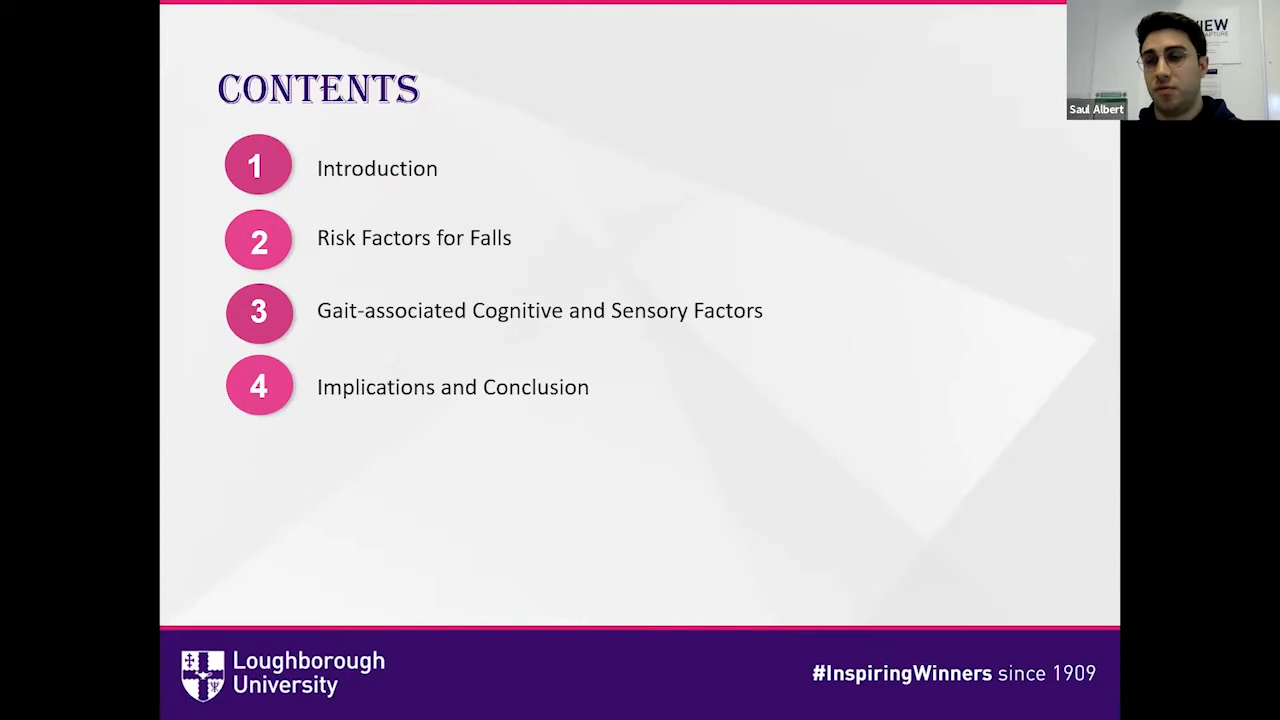 CONTENTS
1
Introduction
2
Risk Factors for Falls
3
Gait-associated Cognitive and Sensory Factors
4
Implications and Conclusion
Loughborough
University
#InspiringWinners since 1909
Saul Albert